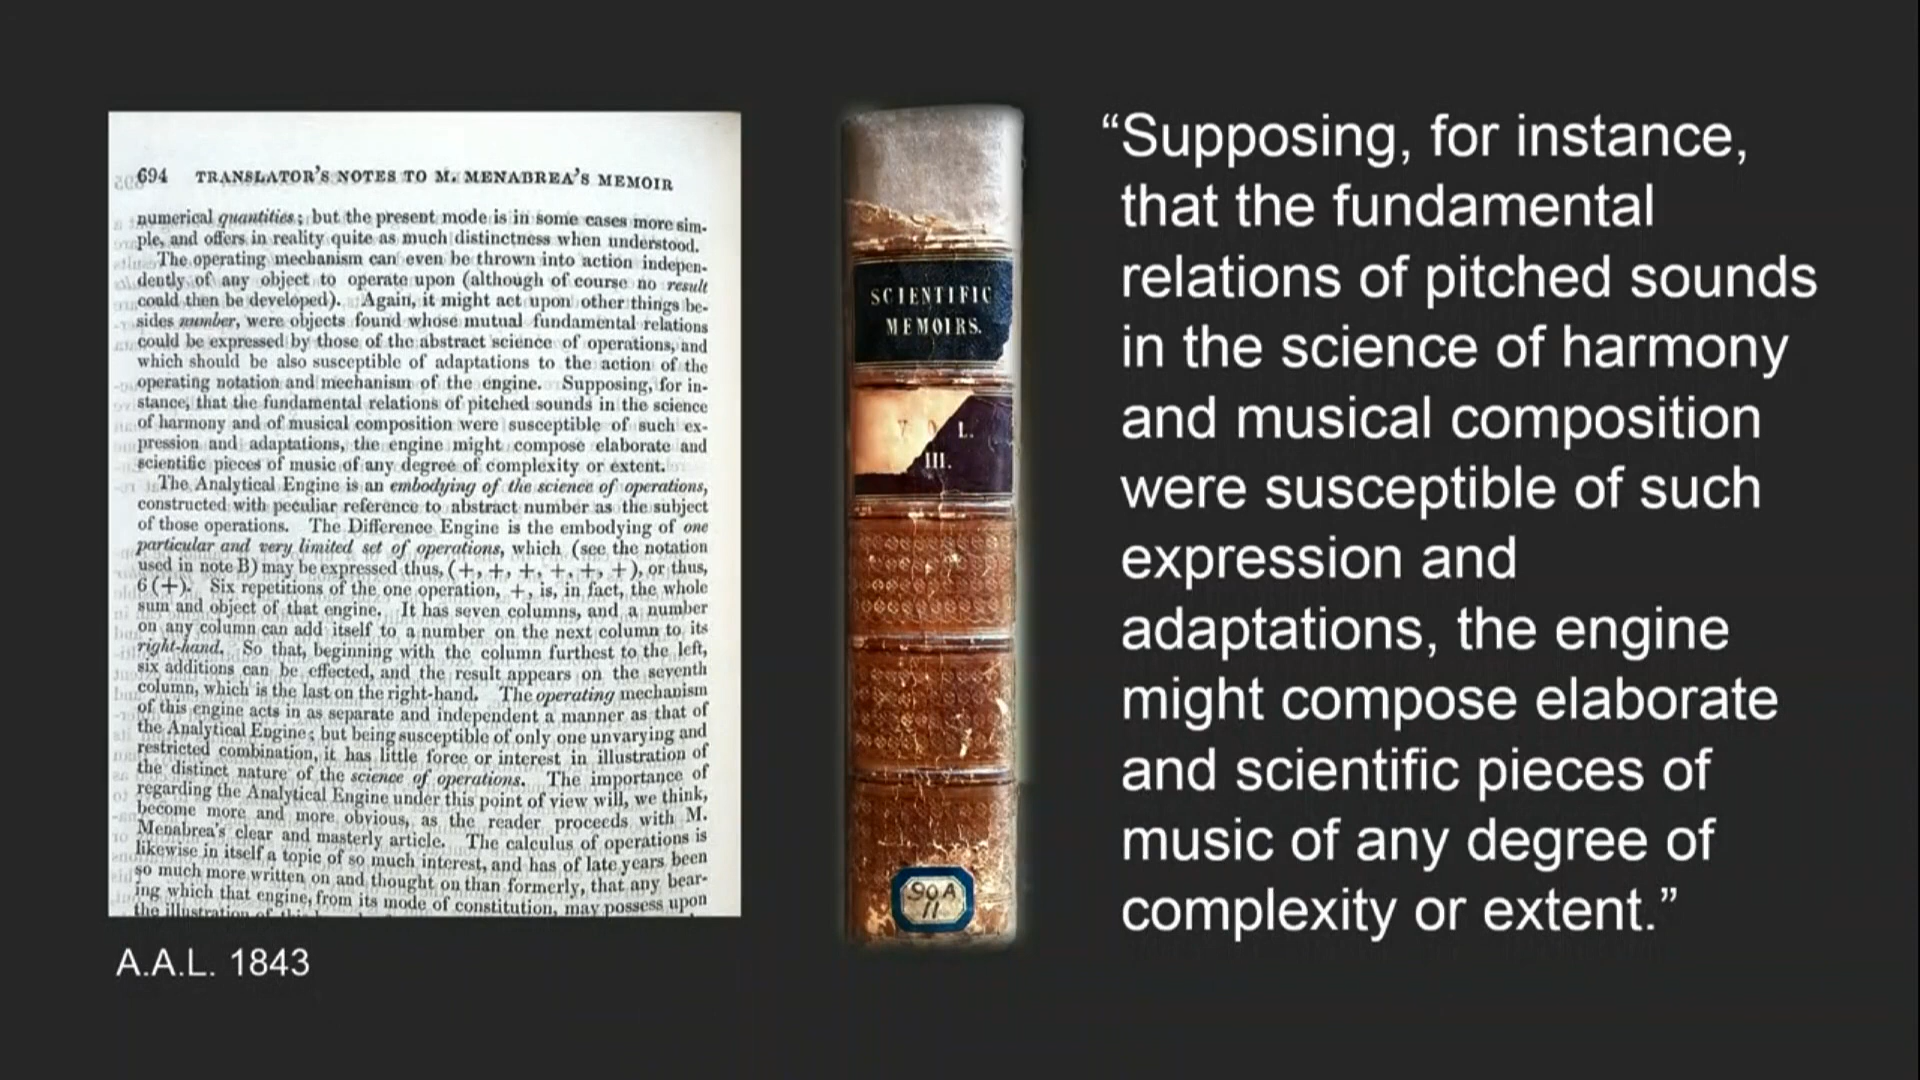 694 TRANSLATOR'S NOTES TO M. MENABREA'S MEMOIR
numerical quantities; but the present mode is in some cases more sim-
ple, and offers in reality quite as much distinctness when understood.
The operating mechanism can even be thrown into action indepen-
dently of any object to operate upon (although of course no result
could then be developed). Again, it might act upon other things be-
sides number, were objects found whose mutual fundamental relations
could be expressed by those of the abstract science of operations, and
which should be also susceptible of adaptations to the action of the
operating notation and mechanism of the engine. Supposing, for in-
stance, that the fundamental relations of pitched sounds in the science
of harmony and of musical composition were susceptible of such ex-
pression and adaptations, the engine might compose elaborate and
scientific pieces of music of any degree of complexity or extent.
The Analytical Engine is an embodying of the science of operations,
constructed with peculiar reference to abstract number as the subject
of those operations. The Difference Engine is the embodying of one
particular and very limited set of operations, which (see the notation
used in note B) may be expressed thus, (+, +, +, +, +, +), or thus,
6 (+). Six repetitions of the one operation, +, is, in fact, the whole
sum and object of that engine. It has seven columns, and a number
on any column can add itself to a number on the next column to its
right-hand. So that, beginning with the column furthest to the left,
six additions can be effected, and the result appears on the seventh
column, which is the last on the right-hand. The operating mechanism
of this engine acts in as separate and independent a manner as that of
the Analytical Engine; but being susceptible of only one unvarying and
restricted combination, it has little force or interest in illustration of
the distinct nature of the science of operations. The importance of
regarding the Analytical Engine under this point of view will, we think,
become more and more obvious, as the reader proceeds with M.
Menabrea's clear and masterly article. The calculus of operations is
likewise in itself a topic of so much interest, and has of late years been
so much more written on and thought on than formerly, that any bear-
ing which that engine, from its mode of constitution, may possess upon
the illustration of
A.A.L. 1843
SCIENTIFIC
MEMOIRS.
VOL.
III.
90A
11
“Supposing, for instance,
that the fundamental
relations of pitched sounds
in the science of harmony
and musical composition
were susceptible of such
expression and
adaptations, the engine
might compose elaborate
and scientific pieces of
music of any degree of
complexity or extent.”